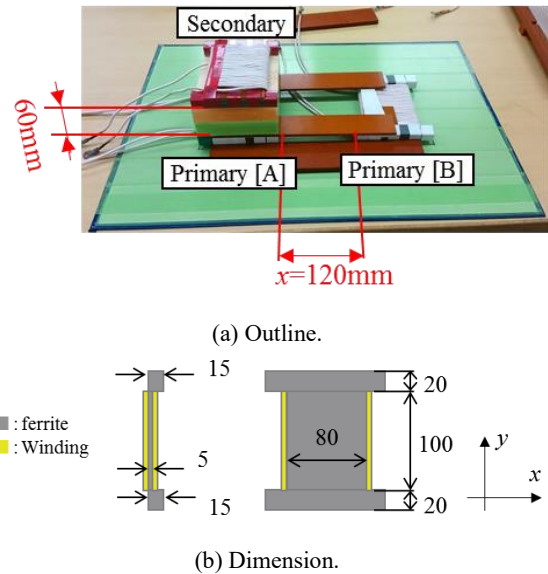 Secondary
60mm
Primary [A]
Primary [B]
x=120mm
(a) Outline.
15
20
: ferrite
: Winding
80
100
5
y
x
15
20
(b) Dimension.